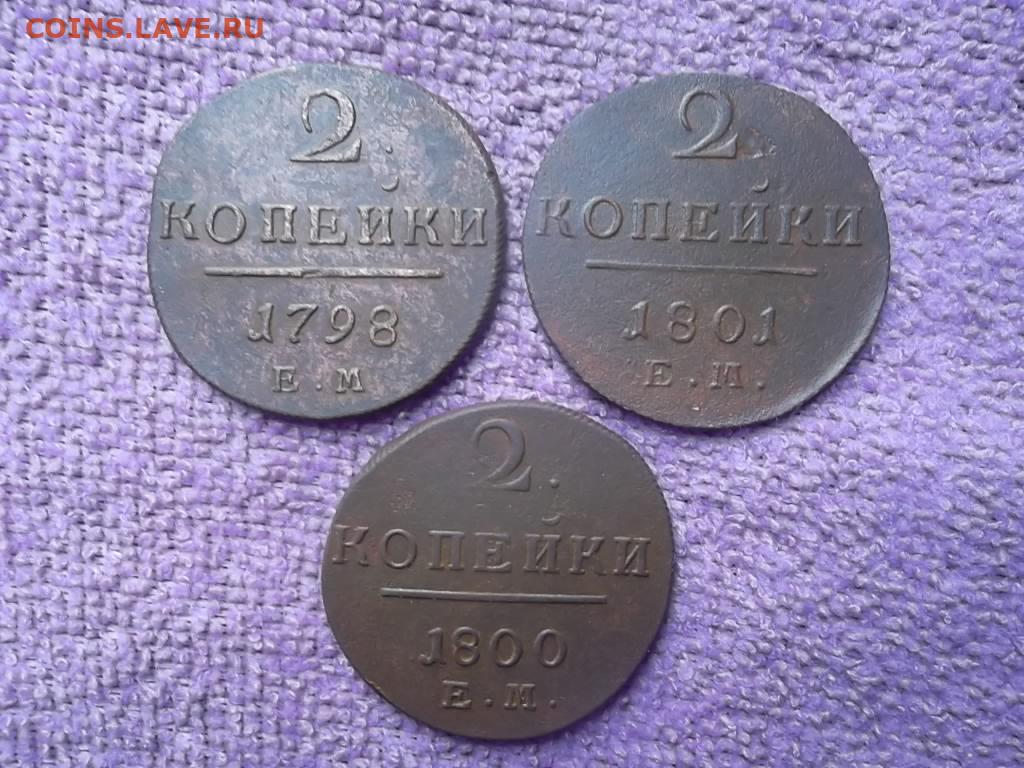 COINS.LAVE.RU
2.
КОПЕЙКИ
1798
Е.М
2
КОПЕЙКИ
1801
Е.М.
2.
КОПЕЙКИ
1800
Е.М.